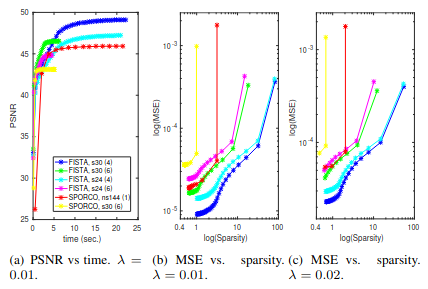 50
45
40
35
30
25
PSNR
0 5 10 15 20 25
time (sec.)
FISTA, s30 (4)
FISTA, s30 (6)
FISTA, s24 (4)
FISTA, s24 (6)
SPORCO, ns144 (1)
SPORCO, s30 (6)
10-3
10-4
10-5
log(MSE)
0.4 1 10 100
log(Sparsity)
10-3
10-4
log(MSE)
0.4 1 10 100
log(Sparsity)
(a) PSNR vs time. λ = 0.01.
(b) MSE vs. sparsity. λ = 0.01.
(c) MSE vs. sparsity. λ = 0.02.